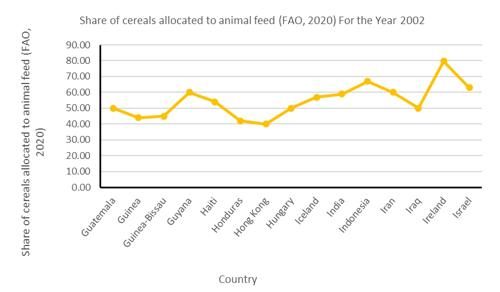 Share of cereals allocated to animal feed (FAO, 2020) For the Year 2002
Share of cereals allocated to animal feed (FAO,
2020)
90.00
80.00
70.00
60.00
50.00
40.00
30.00
20.00
10.00
0.00
Guatemala
Guinea
Guinea-Bissau
Guyana
Haiti
Honduras
Hong Kong
Hungary
Iceland
India
Indonesia
Iran
Iraq
Ireland
Israel
Country